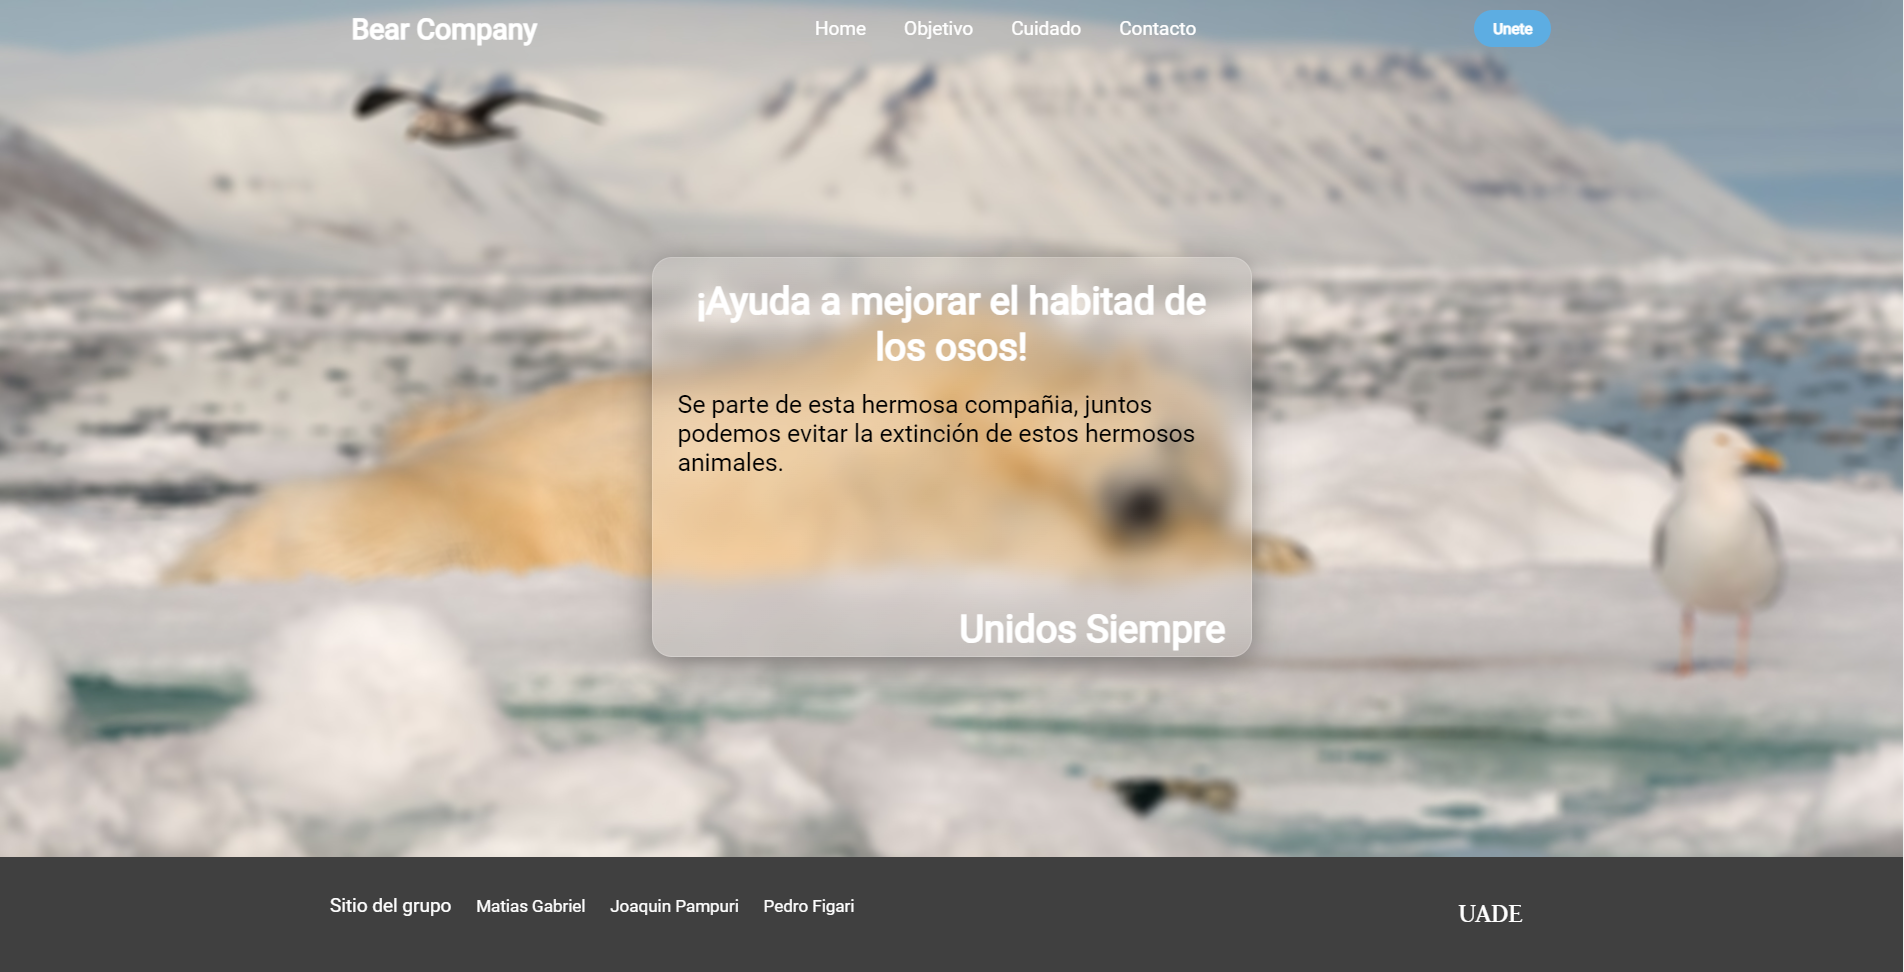 Bear Company
Home Objetivo Cuidado Contacto
Unete
¡Ayuda a mejorar el habitad de
los osos!
Se parte de esta hermosa compañia, juntos
podemos evitar la extinción de estos hermosos
animales.
Unidos Siempre
Sitio del grupo Matias Gabriel Joaquin Pampuri Pedro Figari
UADE